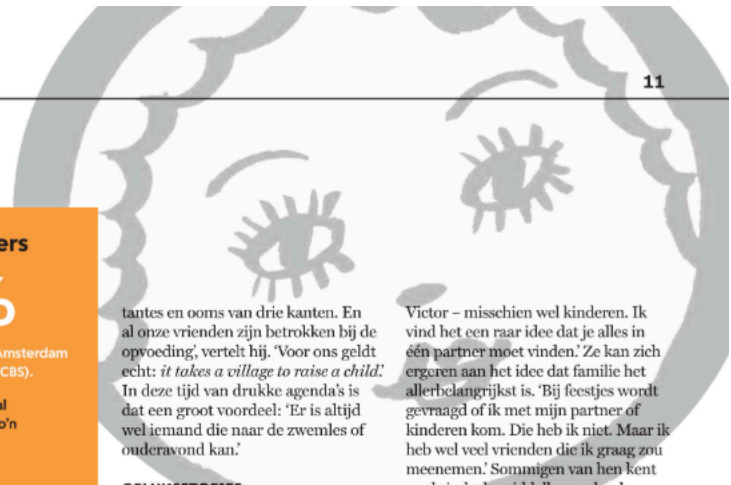 11
ers
%
Amsterdam
CBS).
al
o'n
tantes en ooms van drie kanten. En
al onze vrienden zijn betrokken bij de
opvoeding', vertelt hij. 'Voor ons geldt
echt: it takes a village to raise a child.'
In deze tijd van drukke agenda's is
dat een groot voordeel: 'Er is altijd
wel iemand die naar de zwemles of
ouderavond kan.'
Victor – misschien wel kinderen. Ik
vind het een raar idee dat je alles in
één partner moet vinden.' Ze kan zich
ergeren aan het idee dat familie het
allerbelangrijkst is. 'Bij feestjes wordt
gevraagd of ik met mijn partner of
kinderen kom. Die heb ik niet. Maar ik
heb wel veel vrienden die ik graag zou
meenemen.' Sommigen van hen kent